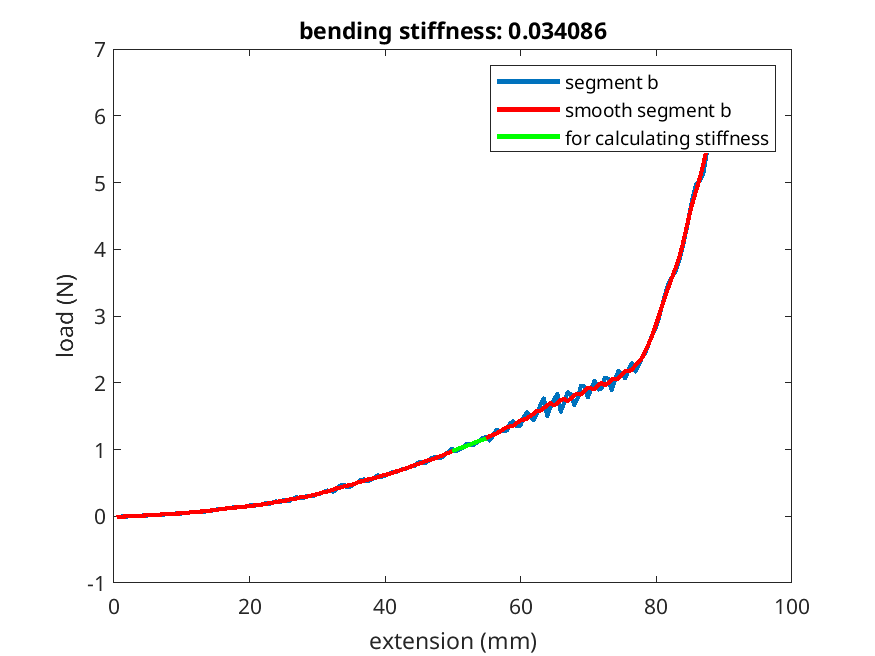 bending stiffness: 0.034086
7
6
5
4
3
2
1
0
-1
load (N)
segment b
smooth segment b
for calculating stiffness
0 20 40 60 80 100
extension (mm)